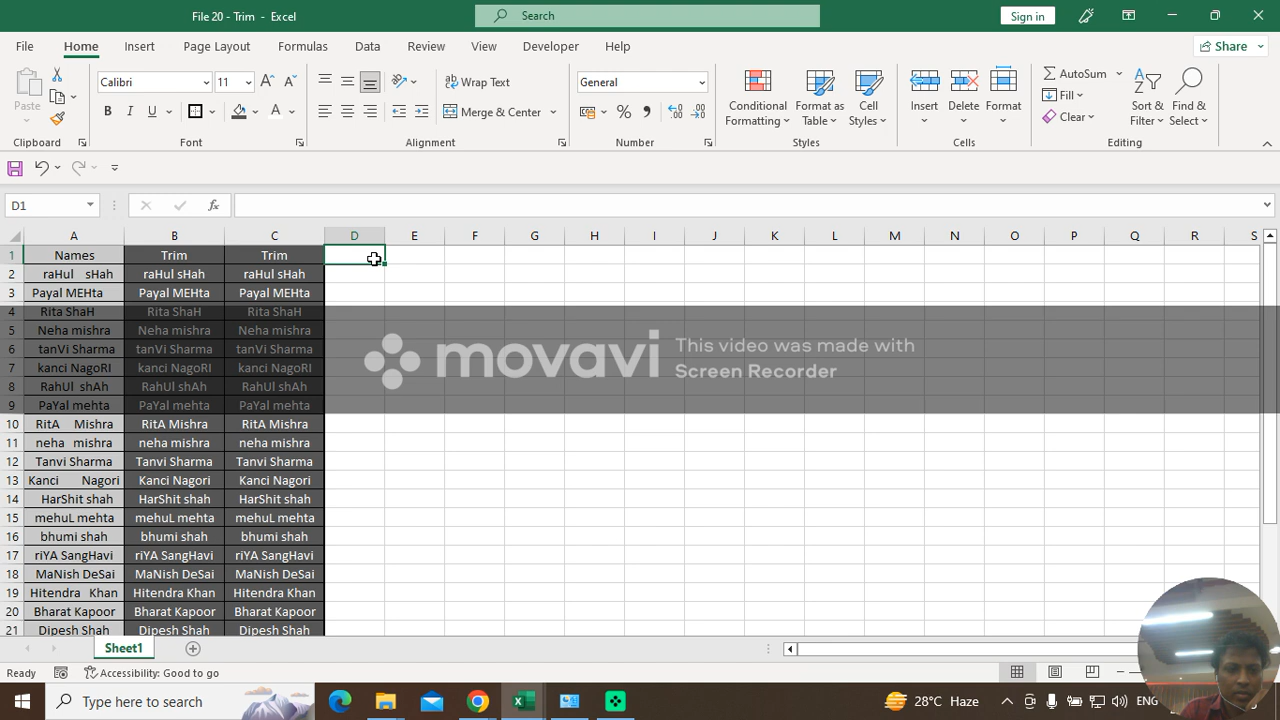 File 20 - Trim - Excel
Search
Sign in
File Home Insert Page Layout Formulas Data Review View Developer Help
Share
Paste
Calibri 11
Wrap Text
General
Conditional Formatting
Format as Table
Cell Styles
Insert
Delete
Format
AutoSum
Fill
Clear
Sort & Filter
Find & Select
B I U
A
Merge & Center
Clipboard Font Alignment Number Styles Cells Editing
D1
fx
A B C D E F G H I J K L M N O P Q R S
1 Names Trim Trim
2 raHul sHah raHul sHah raHul sHah
3 Payal MEHta Payal MEHta Payal MEHta
4 Rita ShaH Rita ShaH Rita ShaH
5 Neha mishra Neha mishra Neha mishra
6 tanVi Sharma tanVi Sharma tanVi Sharma
7 kanci NagoRI kanci NagoRI kanci NagoRI
8 RahUl shAh RahUl shAh RahUl shAh
9 PaYal mehta PaYal mehta PaYal mehta
movavi
This video was made with
Screen Recorder
10 RitA Mishra RitA Mishra RitA Mishra
11 neha mishra neha mishra neha mishra
12 Tanvi Sharma Tanvi Sharma Tanvi Sharma
13 Kanci Nagori Kanci Nagori Kanci Nagori
14 HarShit shah HarShit shah HarShit shah
15 mehuL mehta mehuL mehta mehuL mehta
16 bhumi shah bhumi shah bhumi shah
17 riYA SangHavi riYA SangHavi riYA SangHavi
18 MaNish DeSai MaNish DeSai MaNish DeSai
19 Hitendra Khan Hitendra Khan Hitendra Khan
20 Bharat Kapoor Bharat Kapoor Bharat Kapoor
21 Dipesh Shah Dipesh Shah Dipesh Shah
Sheet1
Ready
Accessibility: Good to go
Type here to search
28°C Haze
ENG